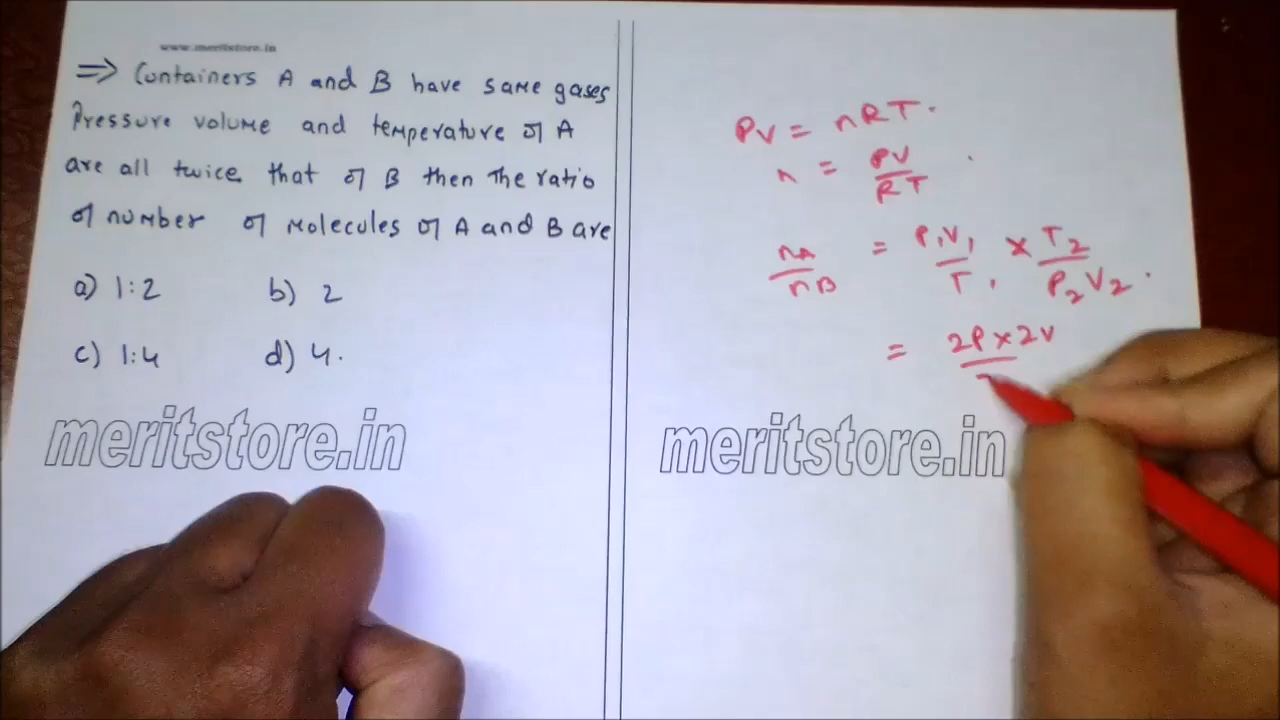 www.meritstore.in
⇒ Containers A and B have same gases
Pressure volume and temperature of A
are all twice that of B then the ratio
of number of molecules of A and B are
a) 1:2 b) 2
c) 1:4 d) 4.
meritstore.in
PV = nRT.
n = PV/RT
nA/nB = P₁V₁/T₁ × T₂/P₂V₂.
= 2P×2V
meritstore.in